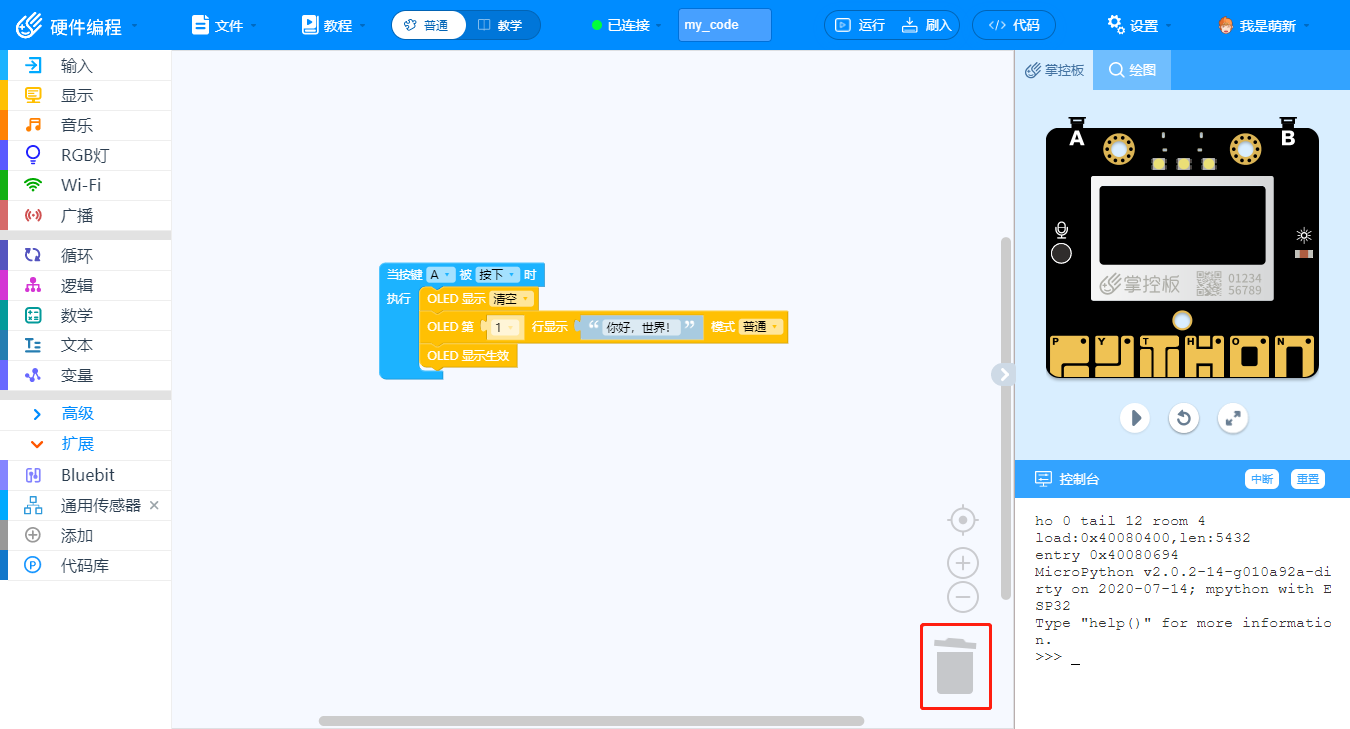 硬件编程 文件 教程 普通 教学 已连接 my_code 运行 刷入 </> 代码 设置 我是萌新
输入
显示
音乐
RGB灯
Wi-Fi
广播
循环
逻辑
数学
文本
变量
高级
扩展
Bluebit
通用传感器 ×
添加
代码库
当按键 A 被 按下 时
执行 OLED 显示 清空
OLED 第 1 行显示 “ 你好，世界！ ” 模式 普通
OLED 显示生效
掌控板 绘图
A B
掌控板 01234
56789
P Y T H O N
PYTHON
控制台 中断 重置
ho 0 tail 12 room 4
load:0x40080400,len:5432
entry 0x40080694
MicroPython v2.0.2-14-g010a92a-di
rty on 2020-07-14; mpython with E
SP32
Type "help()" for more informatio
n.
>>> _